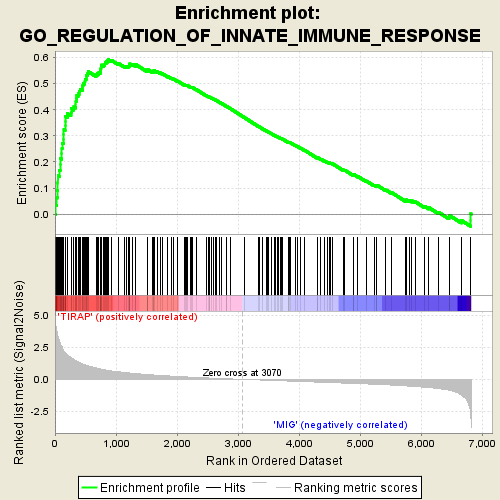 Enrichment plot:
GO_REGULATION_OF_INNATE_IMMUNE_RESPONSE
Enrichment score (ES)
0.6
0.5
0.4
0.3
0.2
0.1
0.0
'TIRAP' (positively correlated)
Ranked list metric (Signal2Noise)
5.0
2.5
0.0
-2.5
Zero cross at 3070
'MIG' (negatively correlated)
0
1,000
2,000
3,000
4,000
5,000
6,000
7,000
Rank in Ordered Dataset
Enrichment profile
Hits
Ranking metric scores